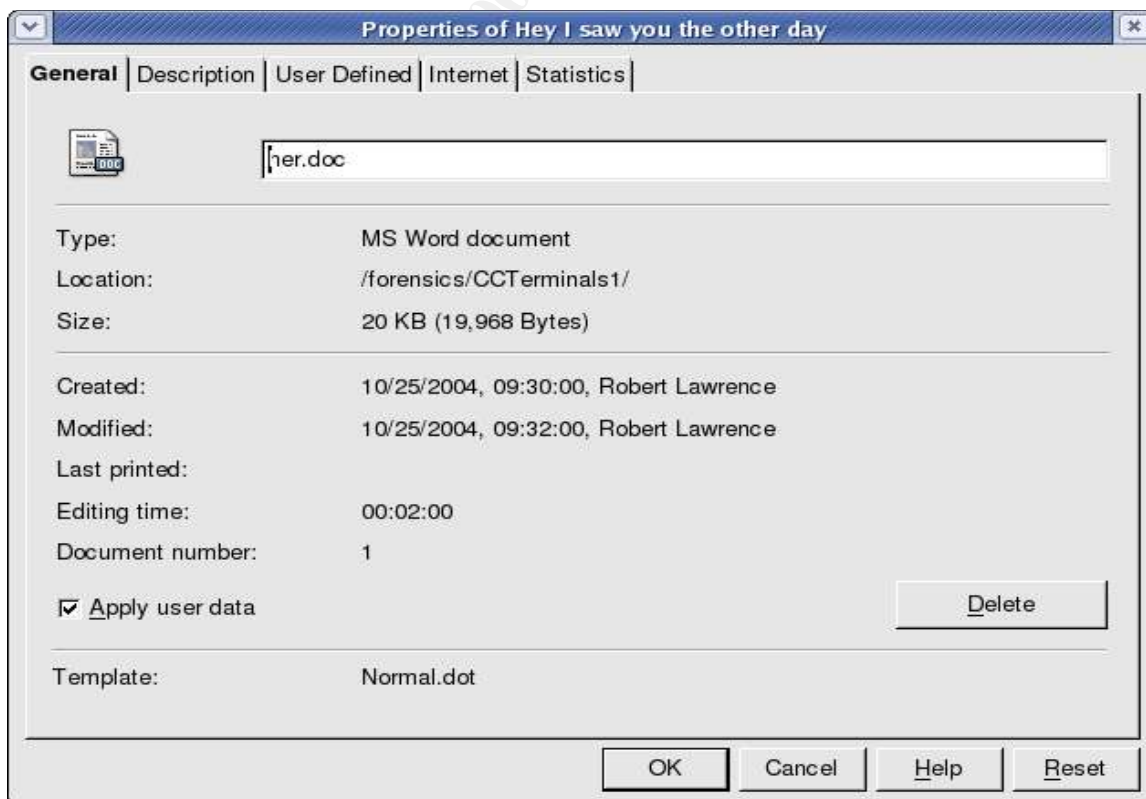 Properties of Hey I saw you the other day
General Description User Defined Internet Statistics
DOC
her.doc
Type: MS Word document
Location: /forensics/CCTerminals1/
Size: 20 KB (19,968 Bytes)
Created: 10/25/2004, 09:30:00, Robert Lawrence
Modified: 10/25/2004, 09:32:00, Robert Lawrence
Last printed:
Editing time: 00:02:00
Document number: 1
Apply user data Delete
Template: Normal.dot
OK Cancel Help Reset